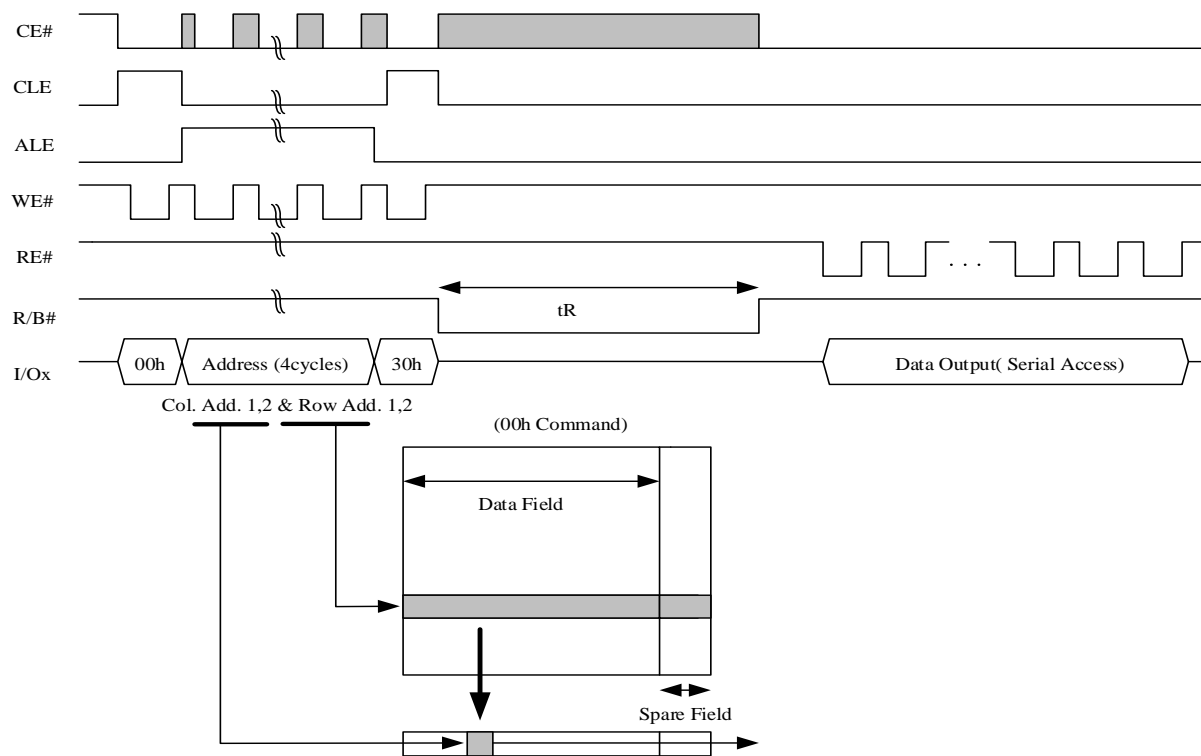 CE#
CLE
ALE
WE#
RE#
. . .
R/B#
tR
I/Ox
00h
Address (4cycles)
30h
Data Output( Serial Access)
Col. Add. 1,2 & Row Add. 1,2
(00h Command)
Data Field
Spare Field